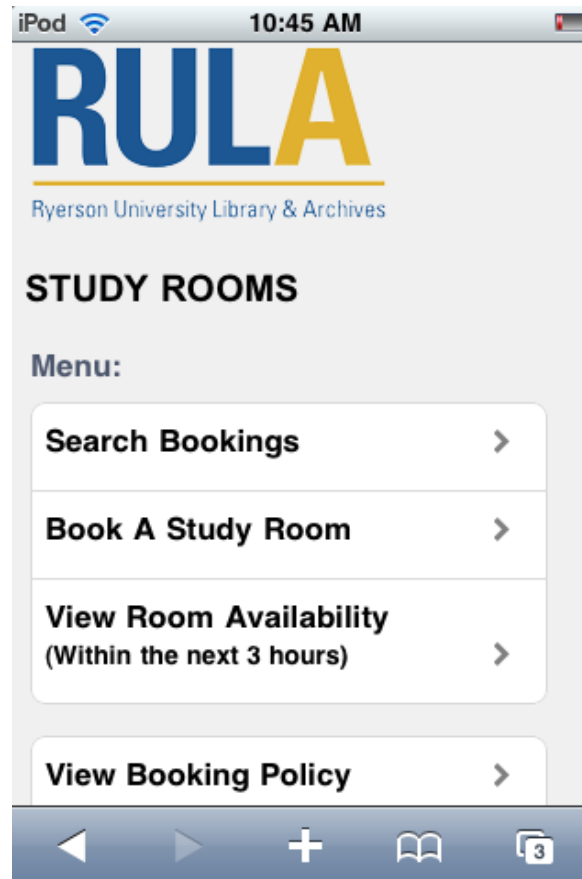 iPod 10:45 AM
RULA
Ryerson University Library & Archives
STUDY ROOMS
Menu:
Search Bookings
Book A Study Room
View Room Availability
(Within the next 3 hours)
View Booking Policy
3